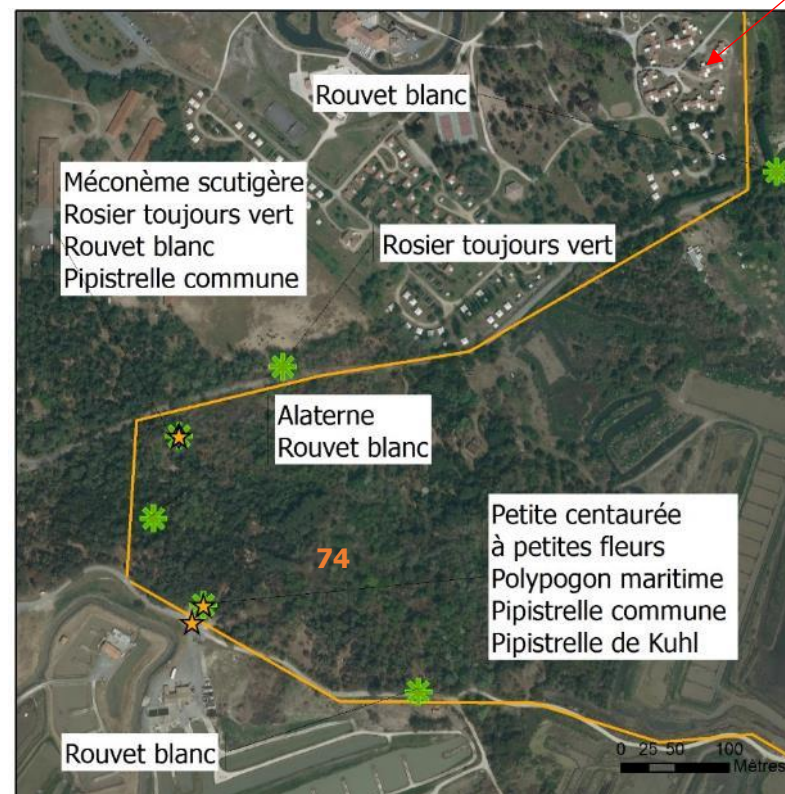 Rouvet blanc
Méconème scutigère
Rosier toujours vert
Rouvet blanc
Pipistrelle commune
Rosier toujours vert
Alaterne
Rouvet blanc
74
Petite centaurée
à petites fleurs
Polypogon maritime
Pipistrelle commune
Pipistrelle de Kuhl
Rouvet blanc
0 25 50 100
Mètres